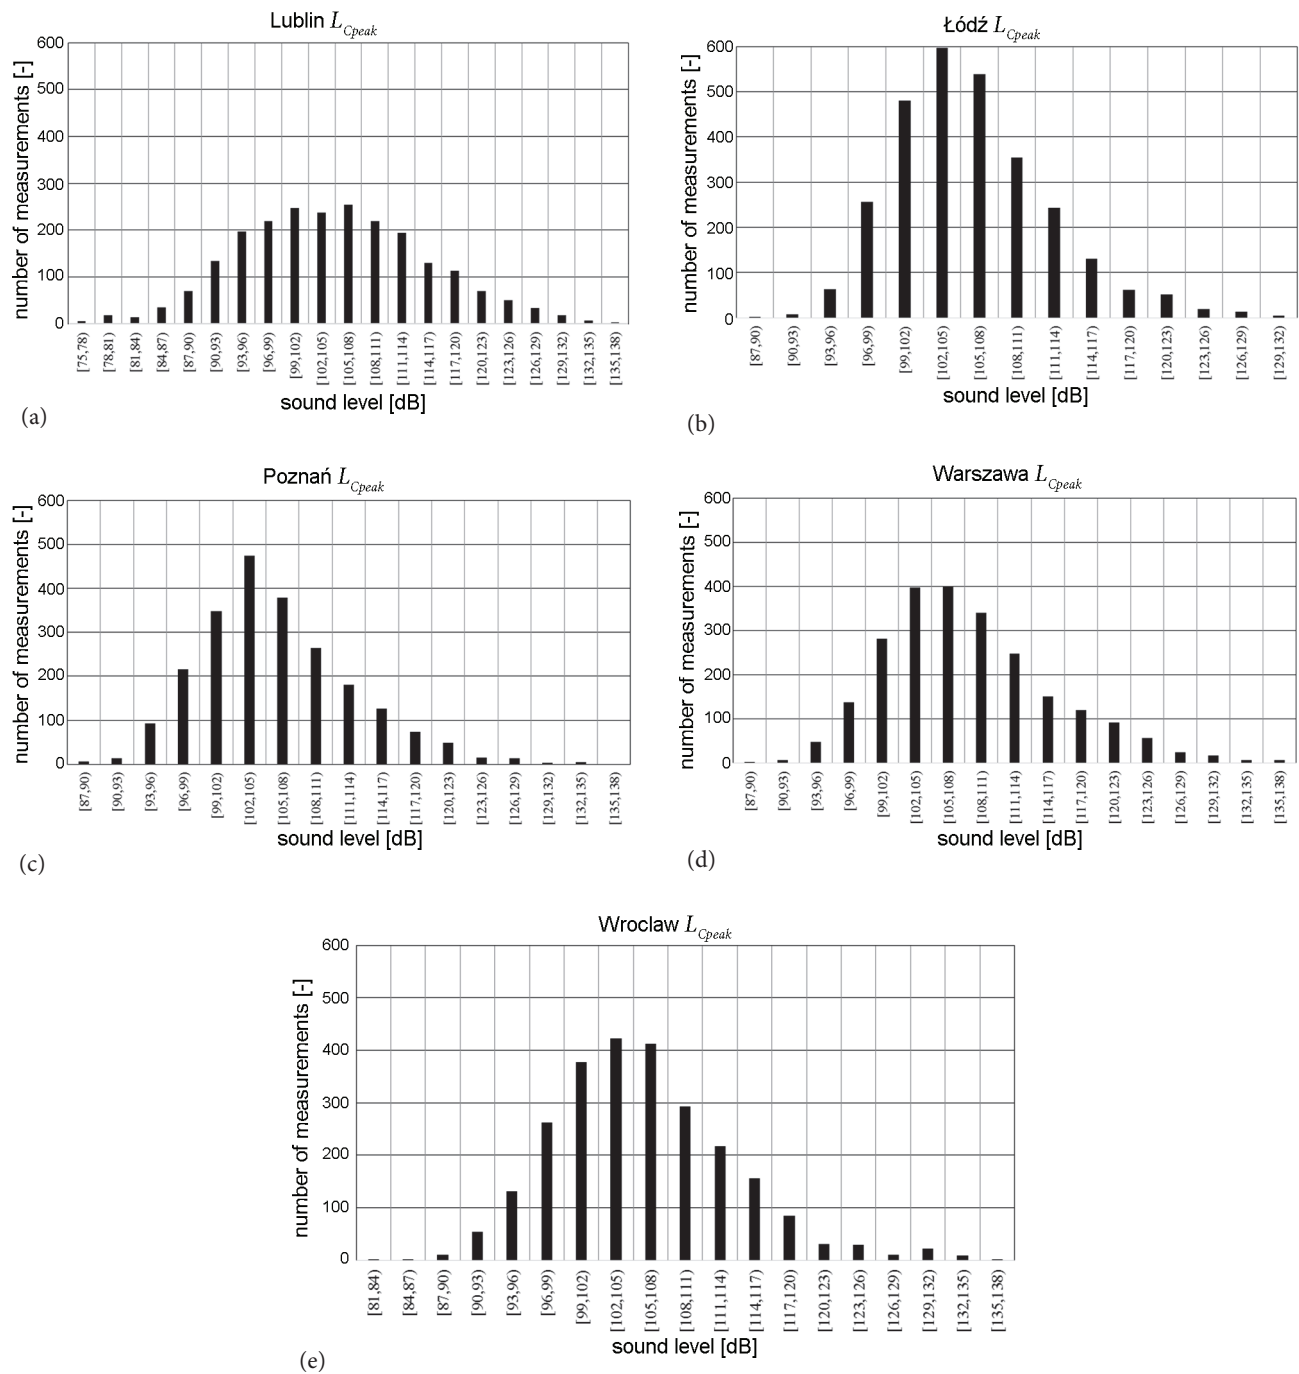 Lublin L_Cpeak
number of measurements [-]
600
500
400
300
200
100
0
[75,78) [78,81) [81,84) [84,87) [87,90) [90,93) [93,96) [96,99) [99,102) [102,105) [105,108) [108,111) [111,114) [114,117) [117,120) [120,123) [123,126) [126,129) [129,132) [132,135) [135,138)
sound level [dB]
(a)
Łódź L_Cpeak
number of measurements [-]
600
500
400
300
200
100
0
[87,90) [90,93) [93,96) [96,99) [99,102) [102,105) [105,108) [108,111) [111,114) [114,117) [117,120) [120,123) [123,126) [126,129) [129,132)
sound level [dB]
(b)
Poznań L_Cpeak
number of measurements [-]
600
500
400
300
200
100
0
[87,90) [90,93) [93,96) [96,99) [99,102) [102,105) [105,108) [108,111) [111,114) [114,117) [117,120) [120,123) [123,126) [126,129) [129,132) [132,135) [135,138)
sound level [dB]
(c)
Warszawa L_Cpeak
number of measurements [-]
600
500
400
300
200
100
0
[87,90) [90,93) [93,96) [96,99) [99,102) [102,105) [105,108) [108,111) [111,114) [114,117) [117,120) [120,123) [123,126) [126,129) [129,132) [132,135) [135,138)
sound level [dB]
(d)
Wroclaw L_Cpeak
number of measurements [-]
600
500
400
300
200
100
0
[81,84) [84,87) [87,90) [90,93) [93,96) [96,99) [99,102) [102,105) [105,108) [108,111) [111,114) [114,117) [117,120) [120,123) [123,126) [126,129) [129,132) [132,135) [135,138)
sound level [dB]
(e)